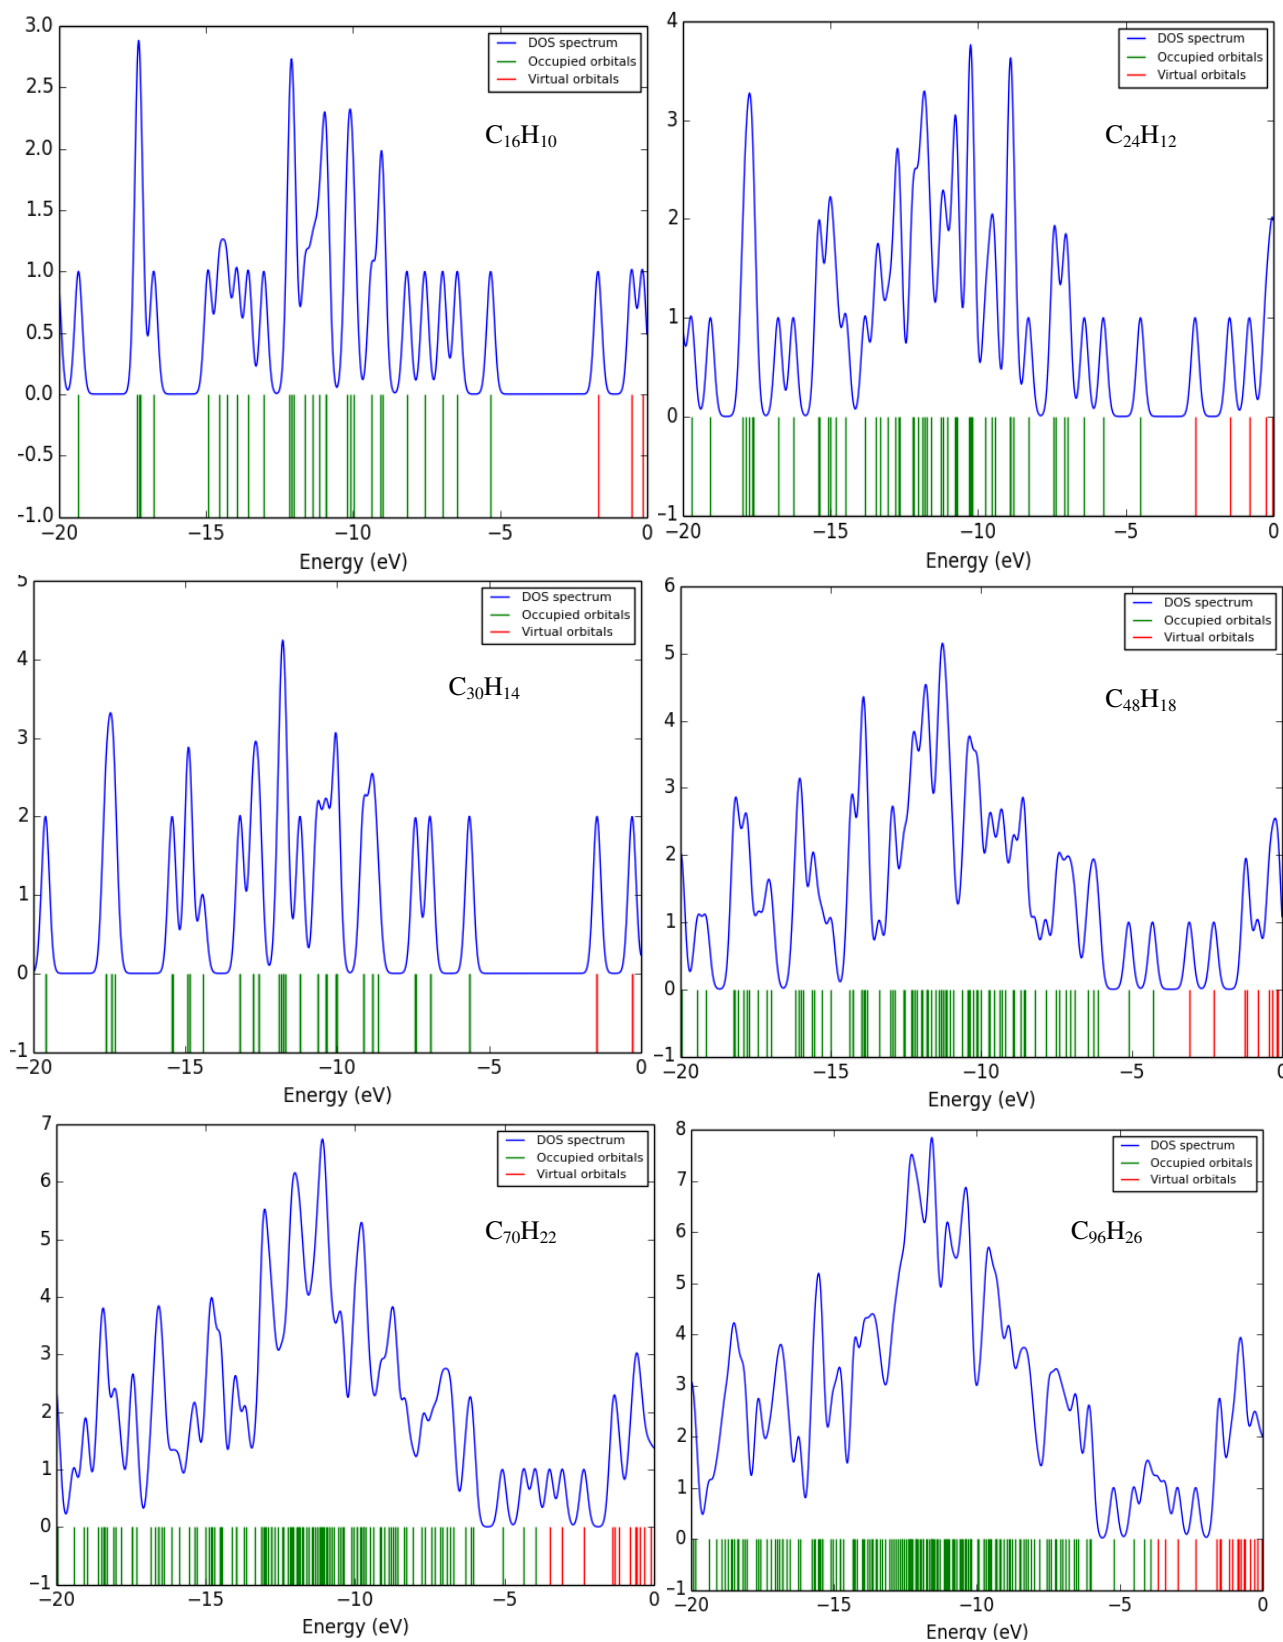 3.0
2.5
2.0
1.5
1.0
0.5
0.0
−0.5
−1.0
−20
−15
−10
−5
0
Energy (eV)
DOS spectrum
Occupied orbitals
Virtual orbitals
C₁₆H₁₀
4
3
2
1
0
−1
−20
−15
−10
−5
0
Energy (eV)
DOS spectrum
Occupied orbitals
Virtual orbitals
C₂₄H₁₂
5
4
3
2
1
0
−1
−20
−15
−10
−5
0
Energy (eV)
DOS spectrum
Occupied orbitals
Virtual orbitals
C₃₀H₁₄
6
5
4
3
2
1
0
−1
−20
−15
−10
−5
0
Energy (eV)
DOS spectrum
Occupied orbitals
Virtual orbitals
C₄₈H₁₈
7
6
5
4
3
2
1
0
−1
−20
−15
−10
−5
0
Energy (eV)
DOS spectrum
Occupied orbitals
Virtual orbitals
C₇₀H₂₂
8
7
6
5
4
3
2
1
0
−1
−20
−15
−10
−5
0
Energy (eV)
DOS spectrum
Occupied orbitals
Virtual orbitals
C₉₆H₂₆